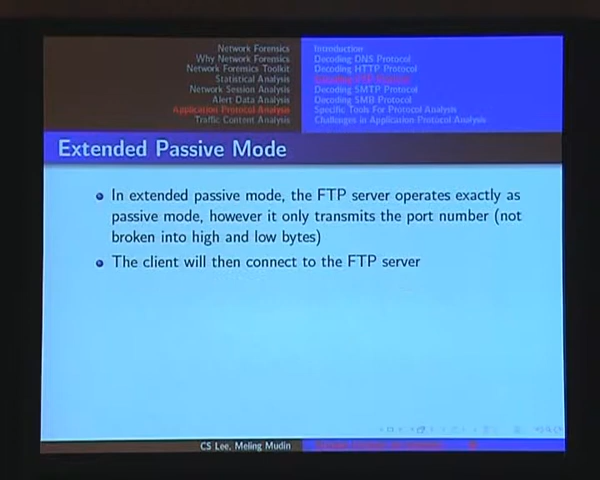 Network Forensics
Why Network Forensics
Network Forensics Toolkit
Statistical Analysis
Network Session Analysis
Alert Data Analysis
Application Protocol Analysis
Traffic Content Analysis
Introduction
Decoding DNS Protocol
Decoding HTTP Protocol
Decoding FTP Protocol
Decoding SMTP Protocol
Decoding SMB Protocol
Specific Tools For Protocol Analysis
Challenges in Application Protocol Analysis
Extended Passive Mode
In extended passive mode, the FTP server operates exactly as
passive mode, however it only transmits the port number (not
broken into high and low bytes)
The client will then connect to the FTP server
CS Lee, Meling Mudin